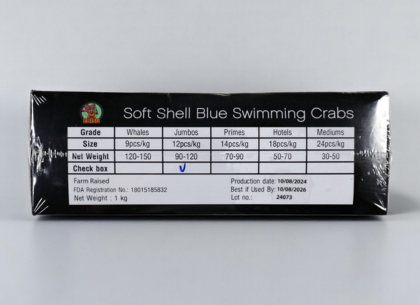 Soft Shell Blue Swimming Crabs
Grade Whales Jumbos Primes Hotels Mediums
Size 9pcs/kg 12pcs/kg 14pcs/kg 18pcs/kg 24pcs/kg
Net Weight 120-150 90-120 70-90 50-70 30-50
Check box
Farm Raised
FDA Registration No.: 18015185832
Net Weight : 1 kg
Production date: 10/08/2024
Best if Used By: 10/08/2026
Lot no.: 24073